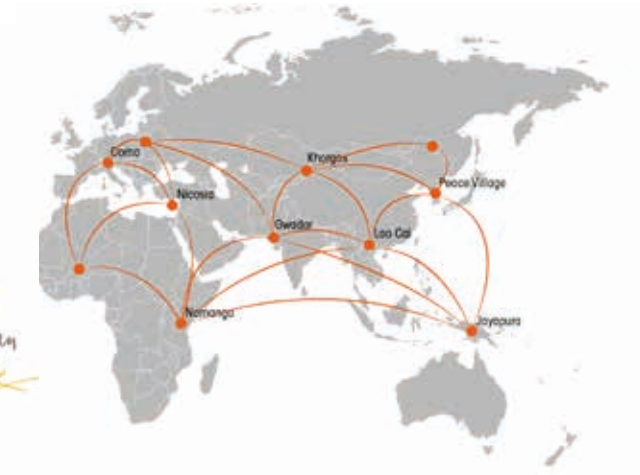 Como
Khorgos
Peace Village
Nicosia
Gwadar
Lao Cai
Namanga
Jayapura